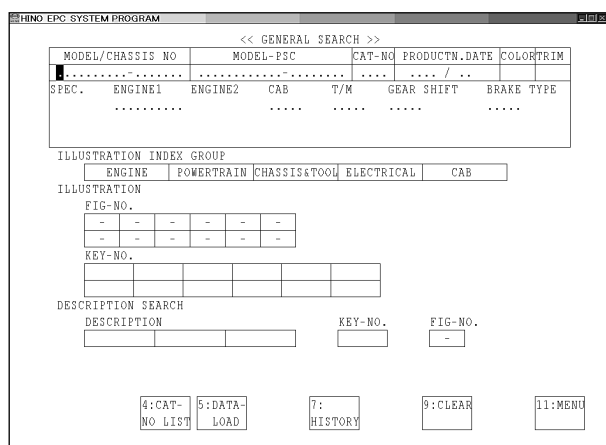 HINO EPC SYSTEM PROGRAM
<< GENERAL SEARCH >>
MODEL/CHASSIS NO MODEL-PSC CAT-NO PRODUCTN.DATE COLOR TRIM
.........-....... ............-........ .... .... / ..
SPEC. ENGINE1 ENGINE2 CAB T/M GEAR SHIFT BRAKE TYPE
.......... ..... ..... ..... .....
ILLUSTRATION INDEX GROUP
ENGINE POWERTRAIN CHASSIS&TOOL ELECTRICAL CAB
ILLUSTRATION
FIG-NO.
- - - - - -
- - - - - -
KEY-NO.
DESCRIPTION SEARCH
DESCRIPTION KEY-NO. FIG-NO.
-
4:CAT- 5:DATA- 7: 9:CLEAR 11:MENU
NO LIST LOAD HISTORY